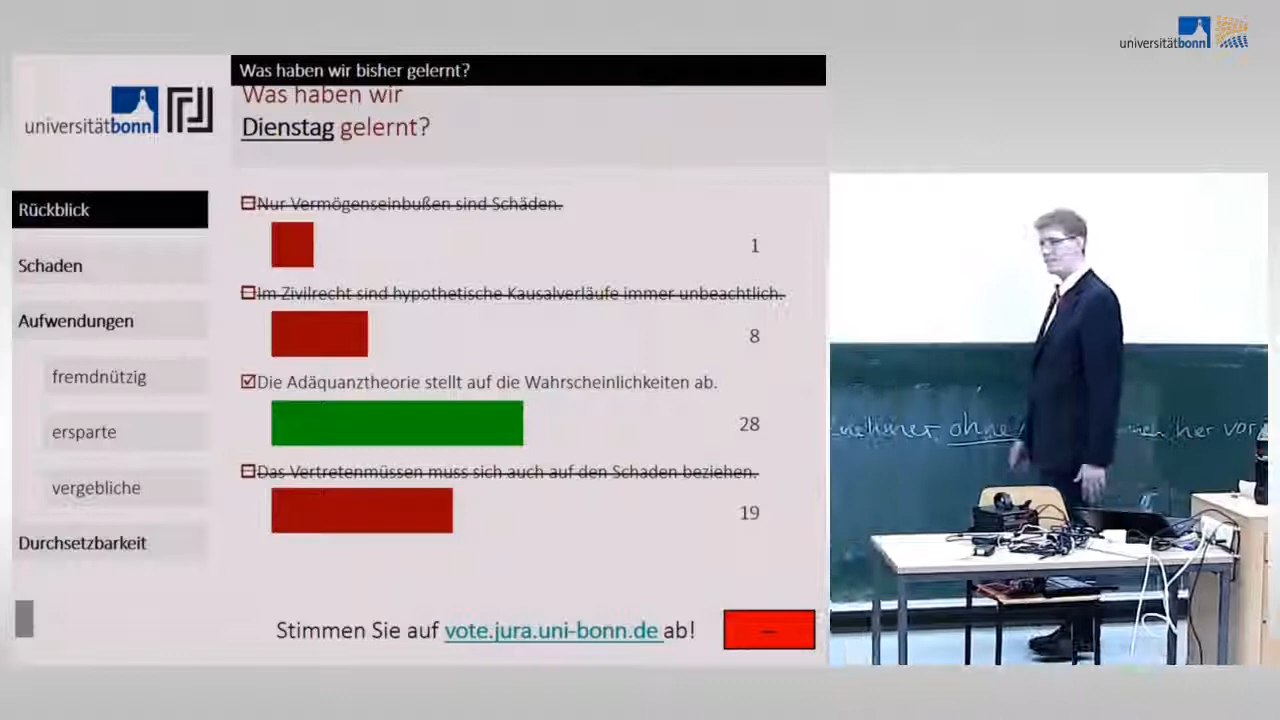 universitätbonn
Was haben wir bisher gelernt?
Was haben wir
Dienstag gelernt?
universitätbonn
Rückblick
Schaden
Aufwendungen
fremdnützig
ersparte
vergebliche
Durchsetzbarkeit
Nur Vermögenseinbußen sind Schäden.
1
Im Zivilrecht sind hypothetische Kausalverläufe immer unbeachtlich.
8
Die Adäquanztheorie stellt auf die Wahrscheinlichkeiten ab.
28
Das Vertretenmüssen muss sich auch auf den Schaden beziehen.
19
Stimmen Sie auf vote.jura.uni-bonn.de ab!
ohne her vor